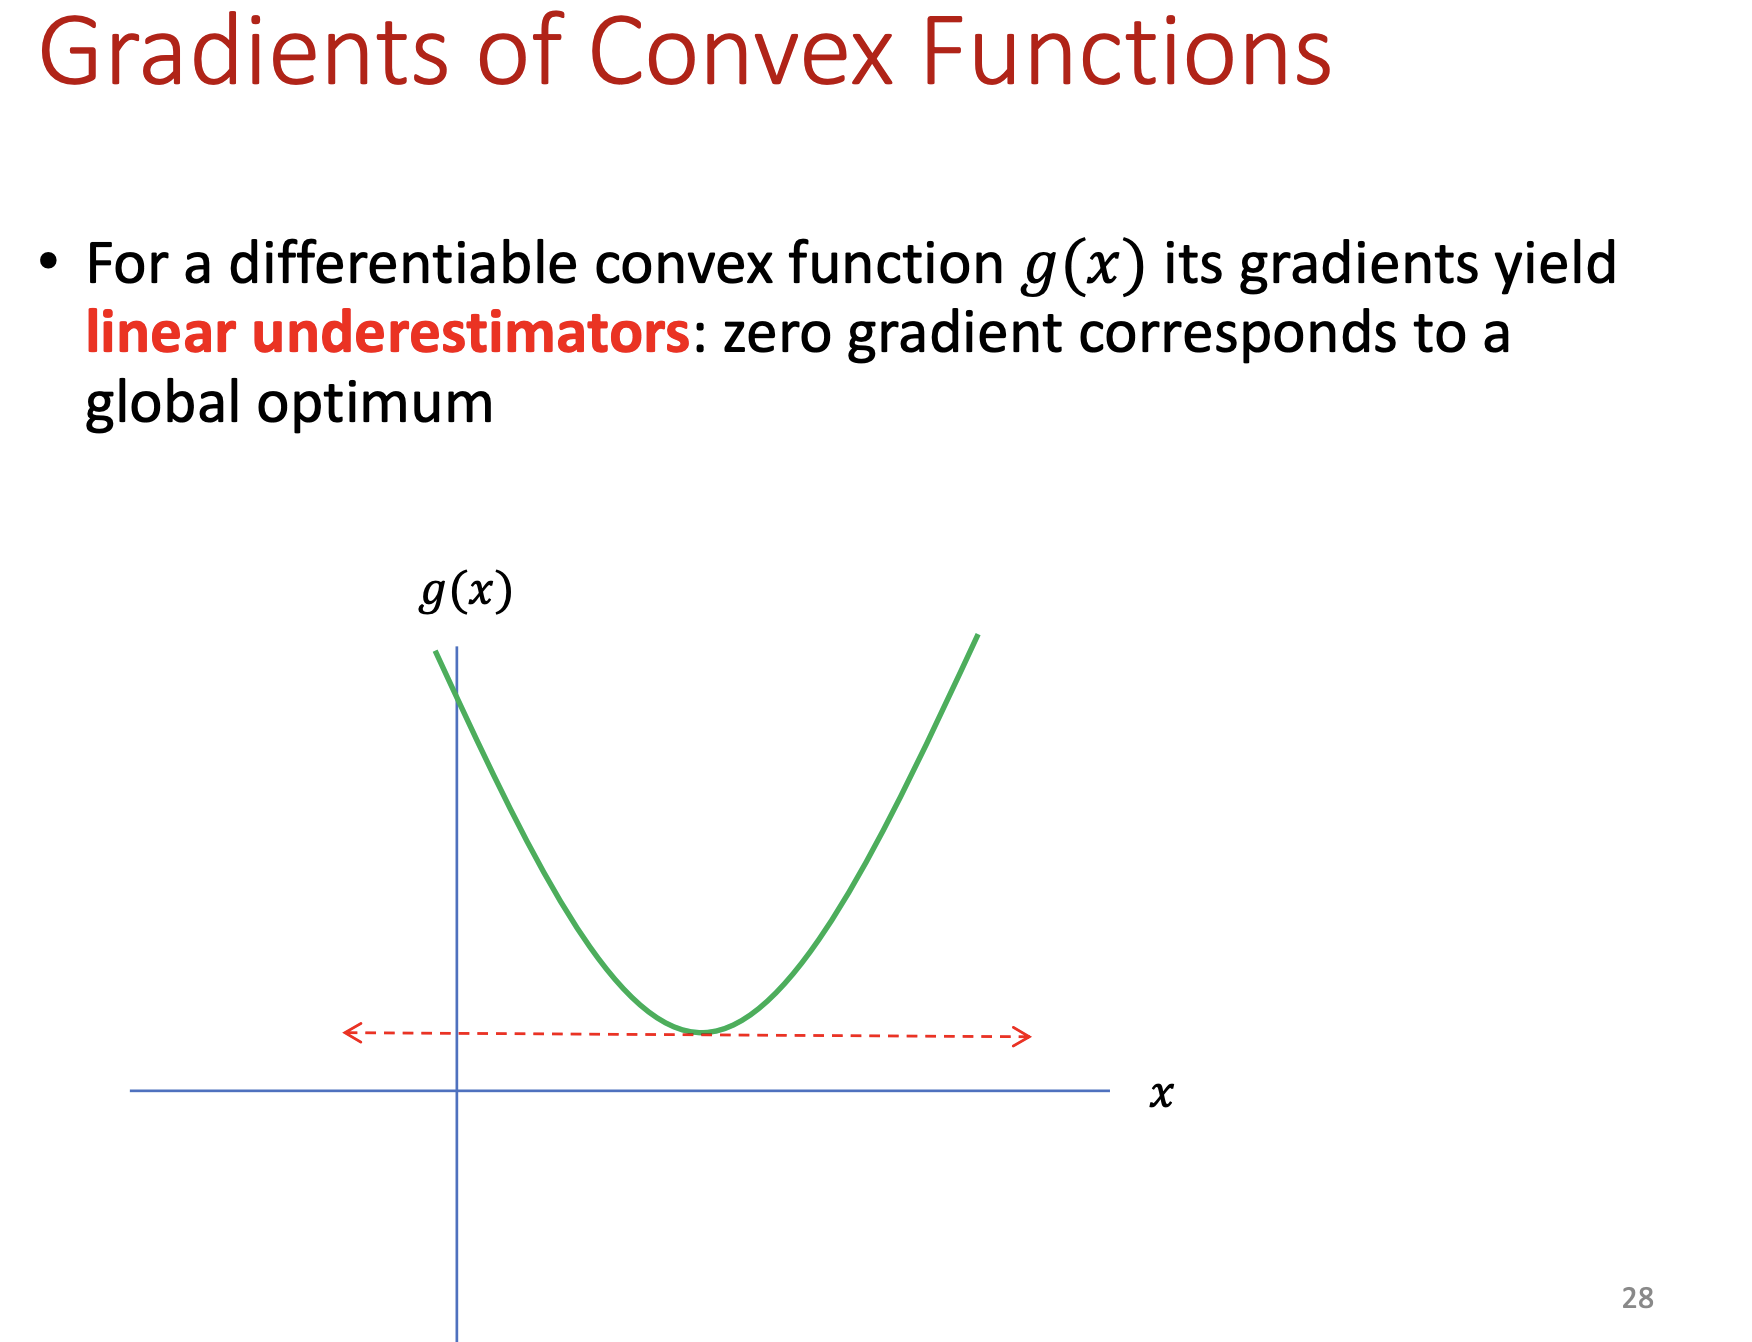 Gradients of Convex Functions
• For a differentiable convex function g(x) its gradients yield
linear underestimators: zero gradient corresponds to a
global optimum
g(x)
x
28